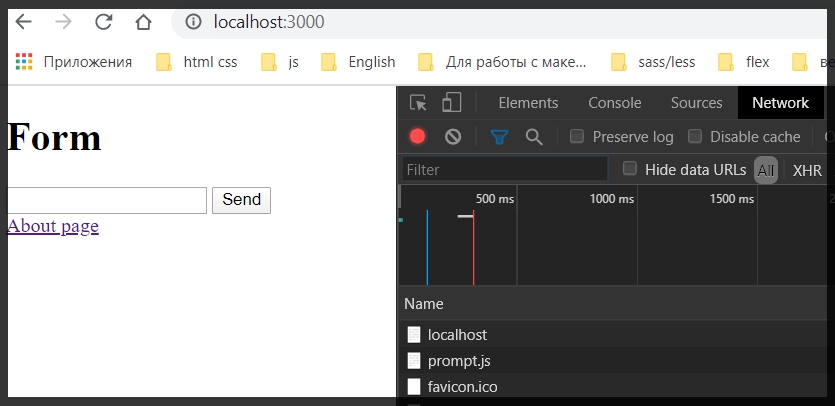 localhost:3000
Приложения html css js English Для работы с маке... sass/less flex ве
Form
Send
About page
Elements Console Sources Network
Preserve log Disable cache
Filter Hide data URLs All XHR
500 ms 1000 ms 1500 ms
Name
localhost
prompt.js
favicon.ico